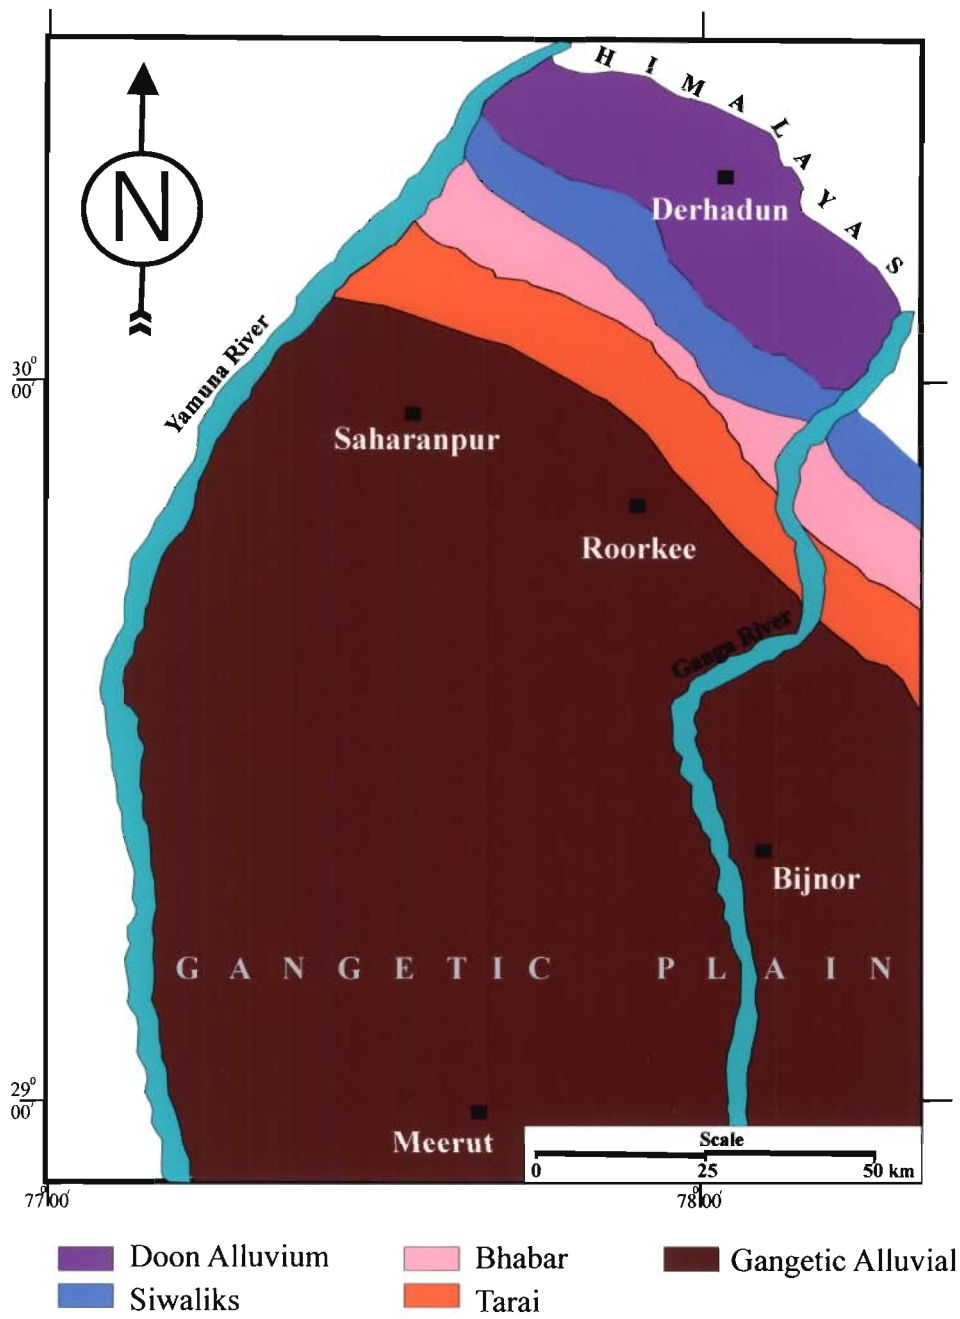 HIMALAYAS
N
Derhadun
Yamuna River
30°
00'
Saharanpur
Roorkee
Ganga River
Bijnor
GANGETIC PLAIN
29°
00'
Meerut
Scale
0 25 50 km
77°00' 78°00'
Doon Alluvium Bhabar Gangetic Alluvial
Siwaliks Tarai